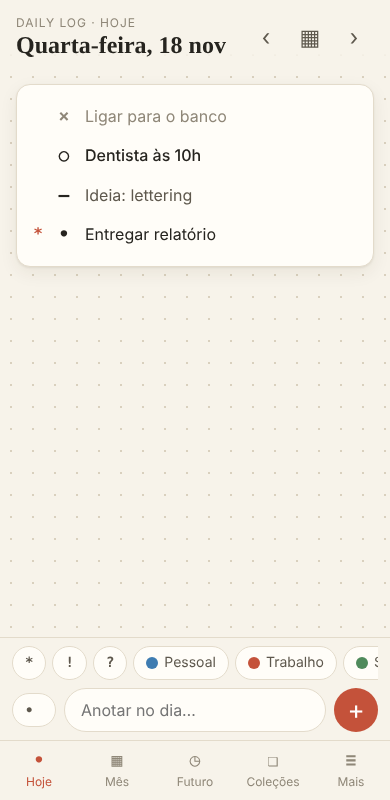 DAILY LOG · HOJE
Quarta-feira, 18 nov
× Ligar para o banco
○ Dentista às 10h
– Ideia: lettering
* • Entregar relatório
* ! ? Pessoal Trabalho
• Anotar no dia... +
Hoje Mês Futuro Coleções Mais